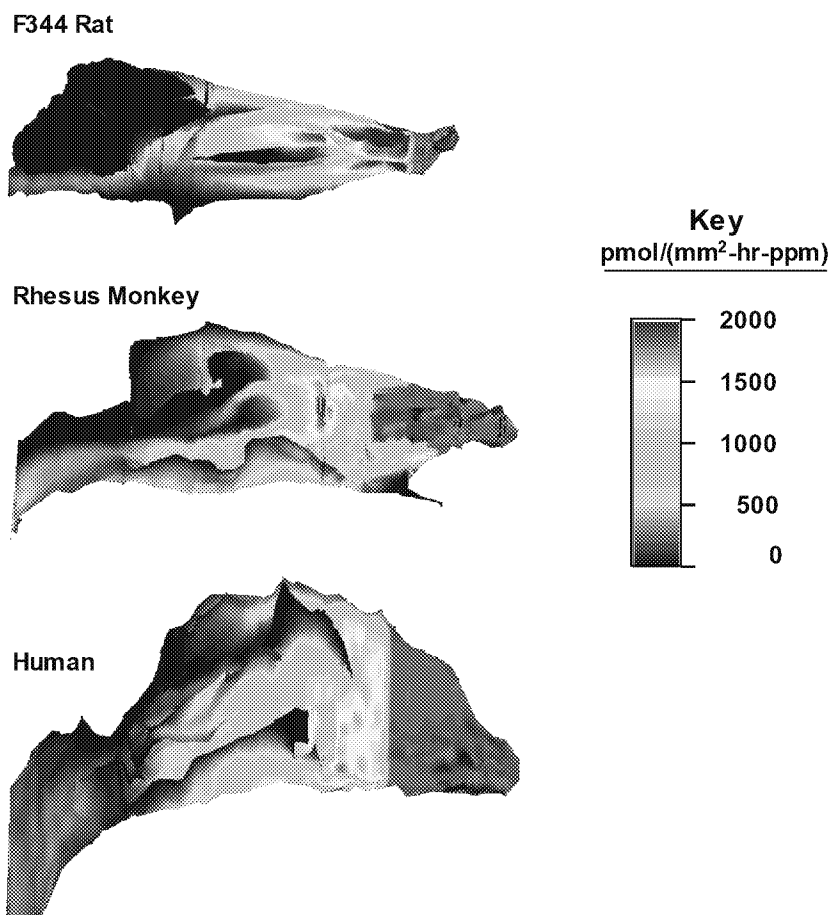 F344 Rat
Key
pmol/(mm²-hr-ppm)
Rhesus Monkey
2000
1500
1000
500
0
Human